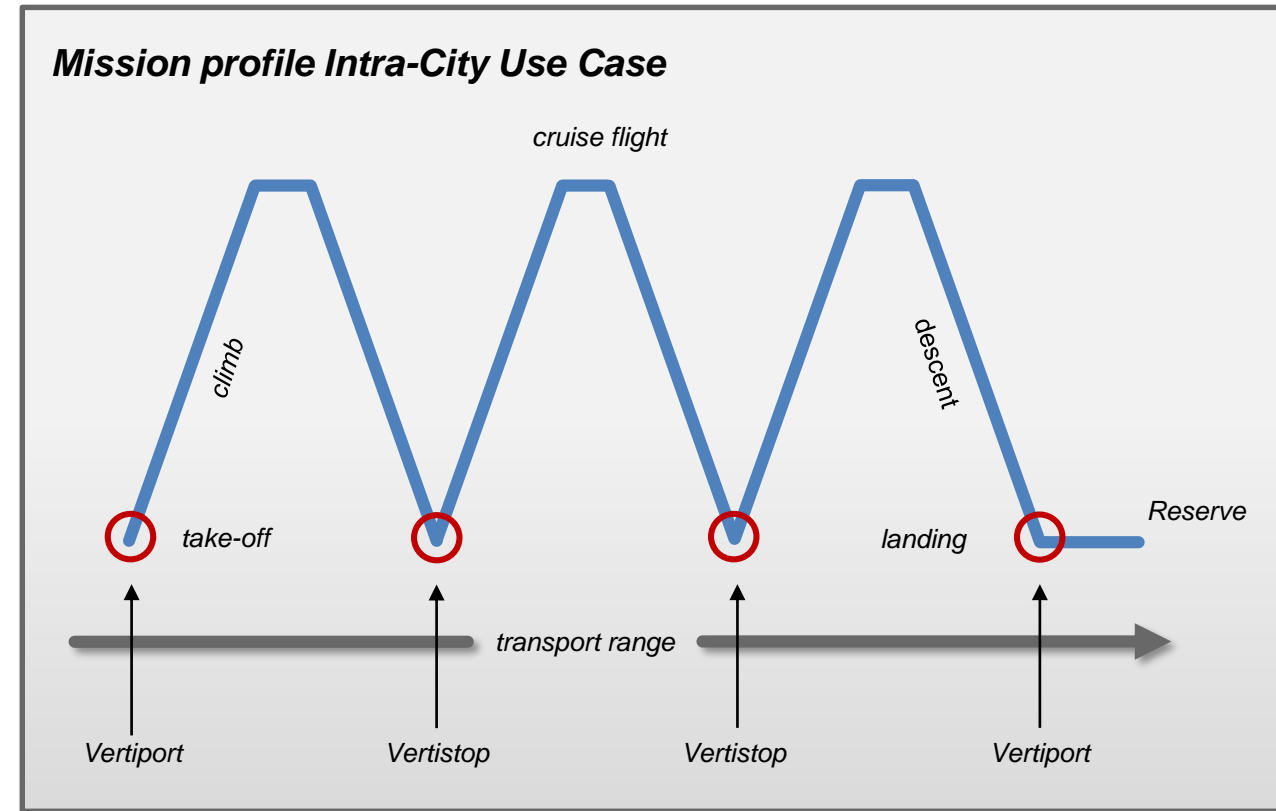 Mission profile Intra-City Use Case
cruise flight
climb
descent
take-off
landing
Reserve
transport range
Vertiport
Vertistop
Vertistop
Vertiport